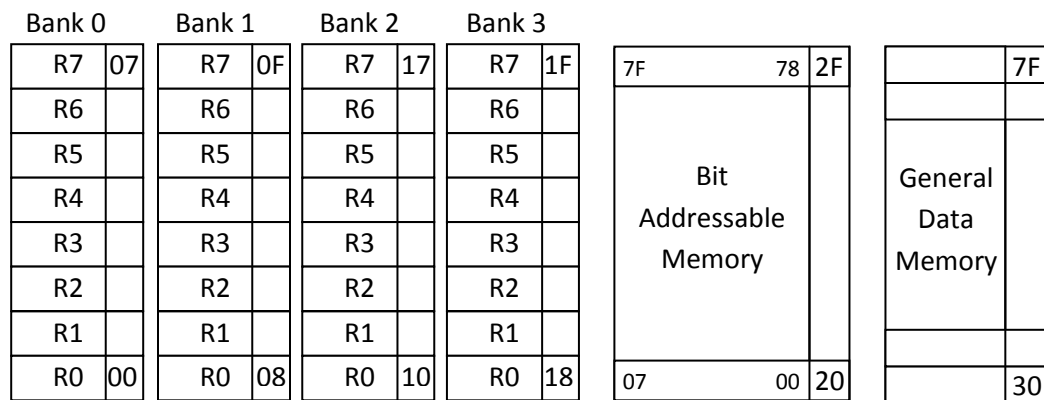 Bank 0 Bank 1 Bank 2 Bank 3
R7 07 R7 0F R7 17 R7 1F 7F 78 2F 7F
R6 R6 R6 R6
R5 R5 R5 R5
R4 R4 R4 R4 Bit General
R3 R3 R3 R3 Addressable Data
R2 R2 R2 R2 Memory Memory
R1 R1 R1 R1
R0 00 R0 08 R0 10 R0 18 07 00 20 30